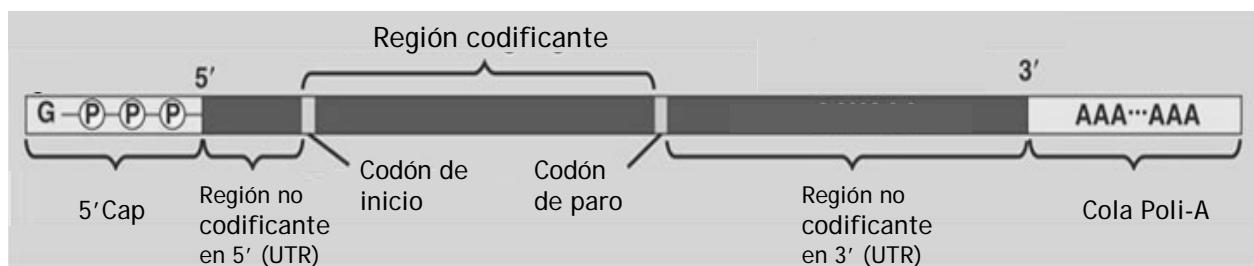 Región codificante
5′
3′
G–P–P–P–
AAA···AAA
5′Cap
Región no
codificante
en 5′ (UTR)
Codón de
inicio
Codón
de paro
Región no
codificante
en 3′ (UTR)
Cola Poli-A